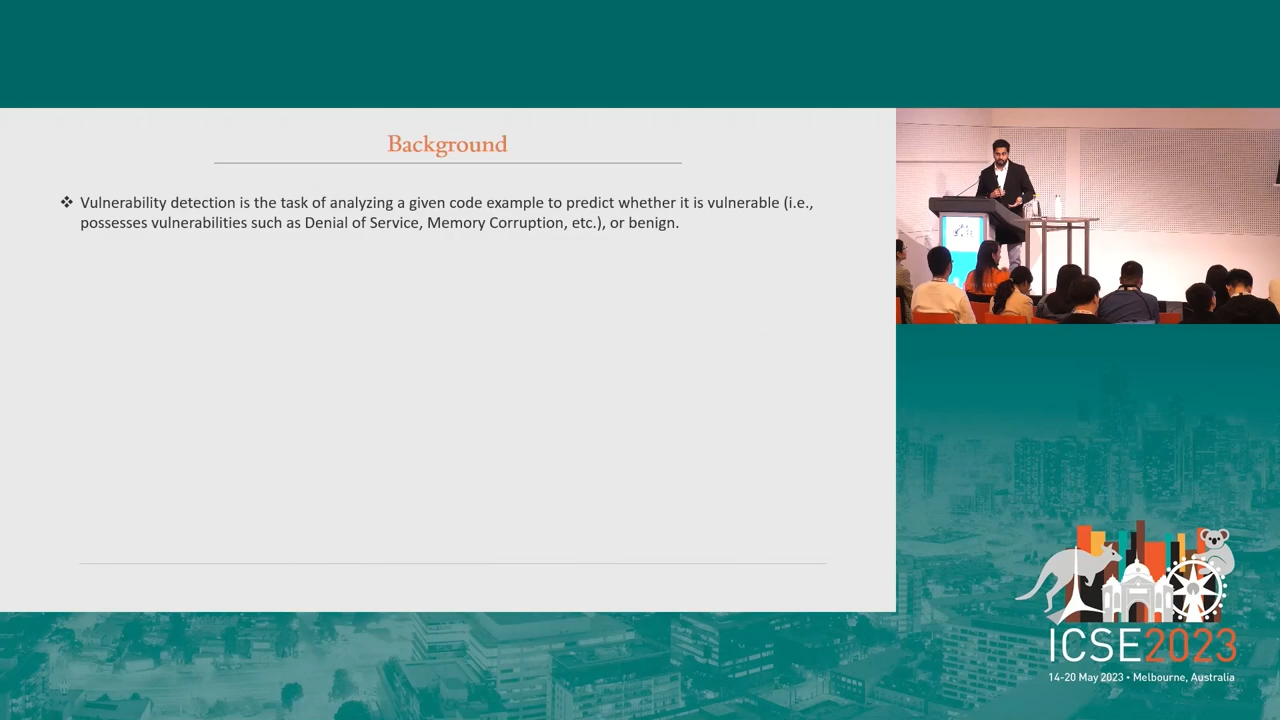 Background
❖ Vulnerability detection is the task of analyzing a given code example to predict whether it is vulnerable (i.e.,
possesses vulnerabilities such as Denial of Service, Memory Corruption, etc.), or benign.
ICSE2023
14-20 May 2023 • Melbourne, Australia